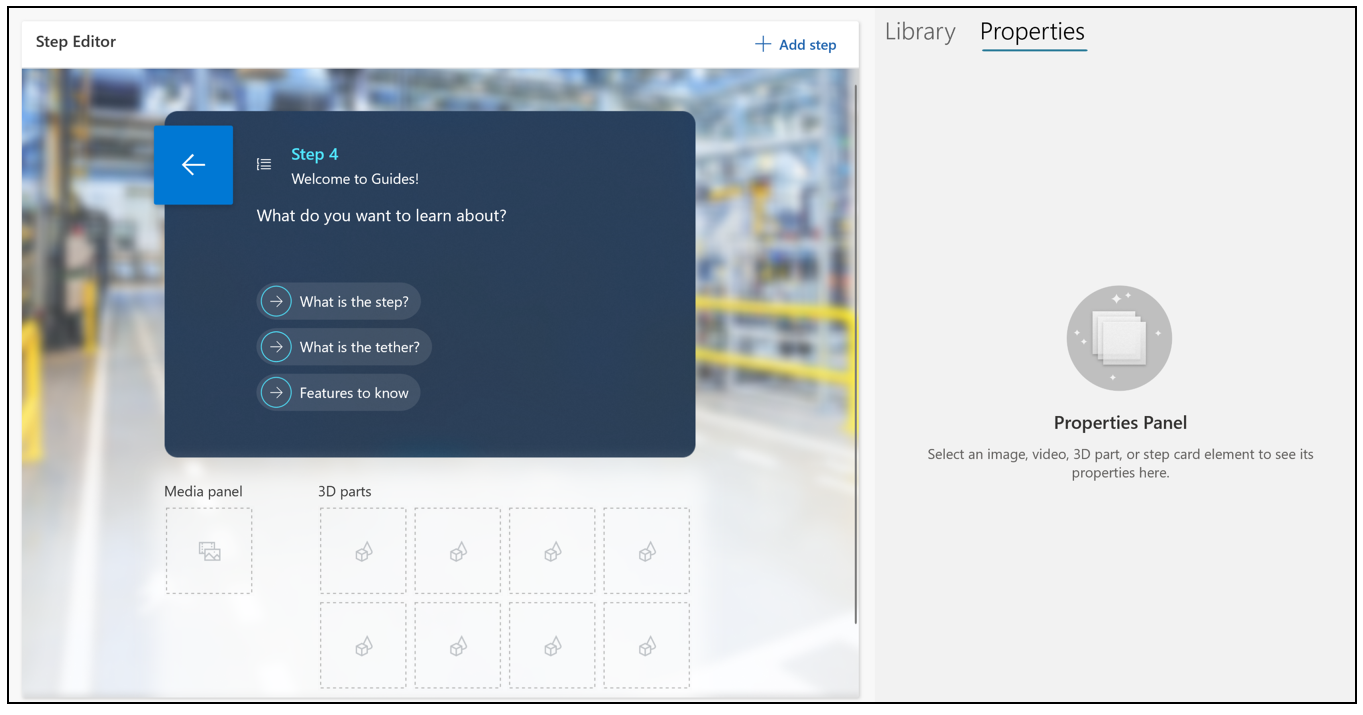 Step Editor
Add step
Step 4
Welcome to Guides!
What do you want to learn about?
What is the step?
What is the tether?
Features to know
Media panel
3D parts
Library
Properties
Properties Panel
Select an image, video, 3D part, or step card element to see its
properties here.